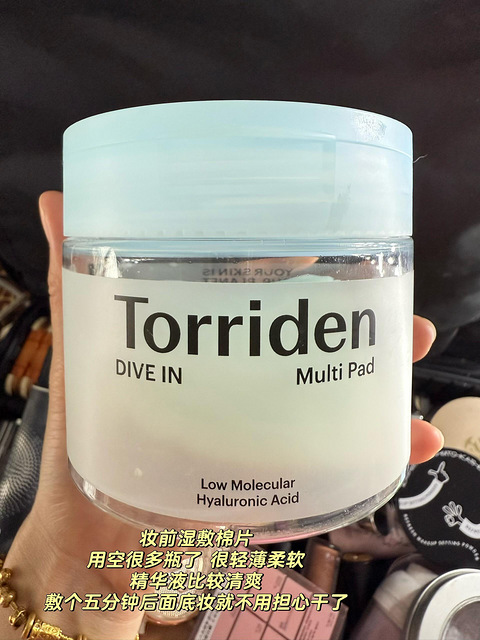 Torriden
DIVE IN
Multi Pad
Low Molecular
Hyaluronic Acid
妆前湿敷棉片
用空很多瓶了 很轻薄柔软
精华液比较清爽
敷个五分钟后面底妆就不用担心干了